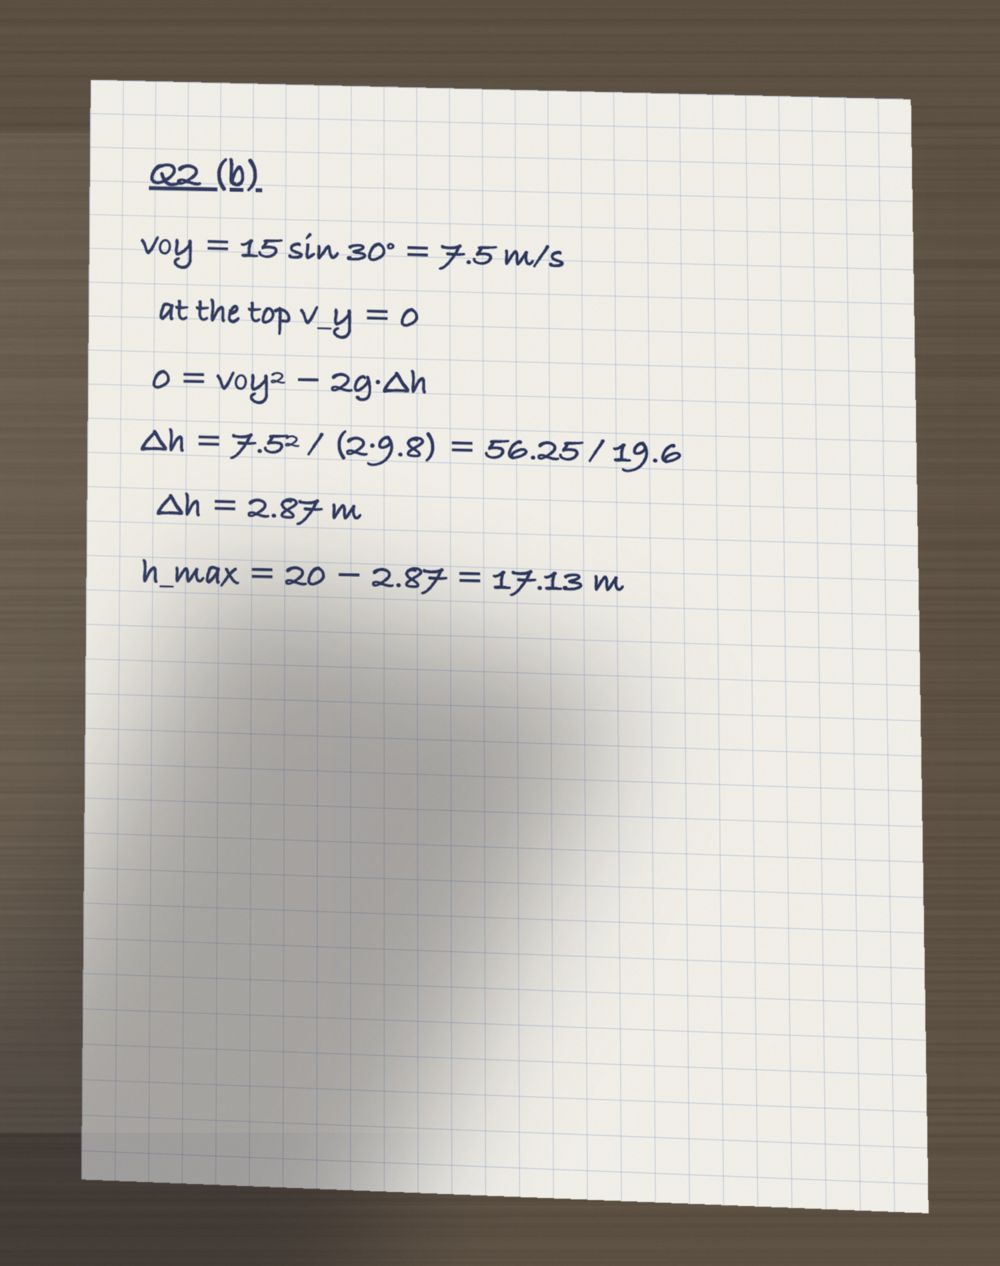 Q2 (b)
voy = 15 sin 30° = 7.5 m/s
at the top v_y = 0
0 = voy² − 2g·Δh
Δh = 7.5² / (2·9.8) = 56.25 / 19.6
Δh = 2.87 m
h_max = 20 − 2.87 = 17.13 m